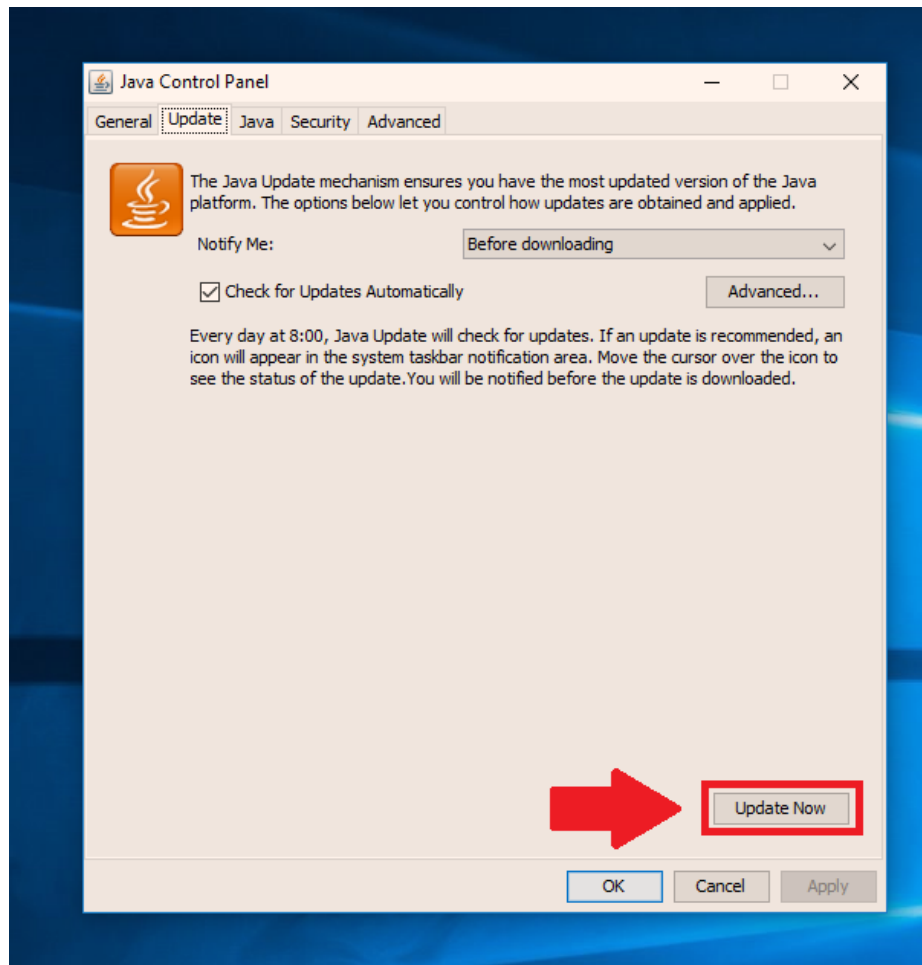 Java Control Panel
General Update Java Security Advanced
The Java Update mechanism ensures you have the most updated version of the Java
platform. The options below let you control how updates are obtained and applied.
Notify Me: Before downloading
Check for Updates Automatically Advanced...
Every day at 8:00, Java Update will check for updates. If an update is recommended, an
icon will appear in the system taskbar notification area. Move the cursor over the icon to
see the status of the update.You will be notified before the update is downloaded.
Update Now
OK Cancel Apply